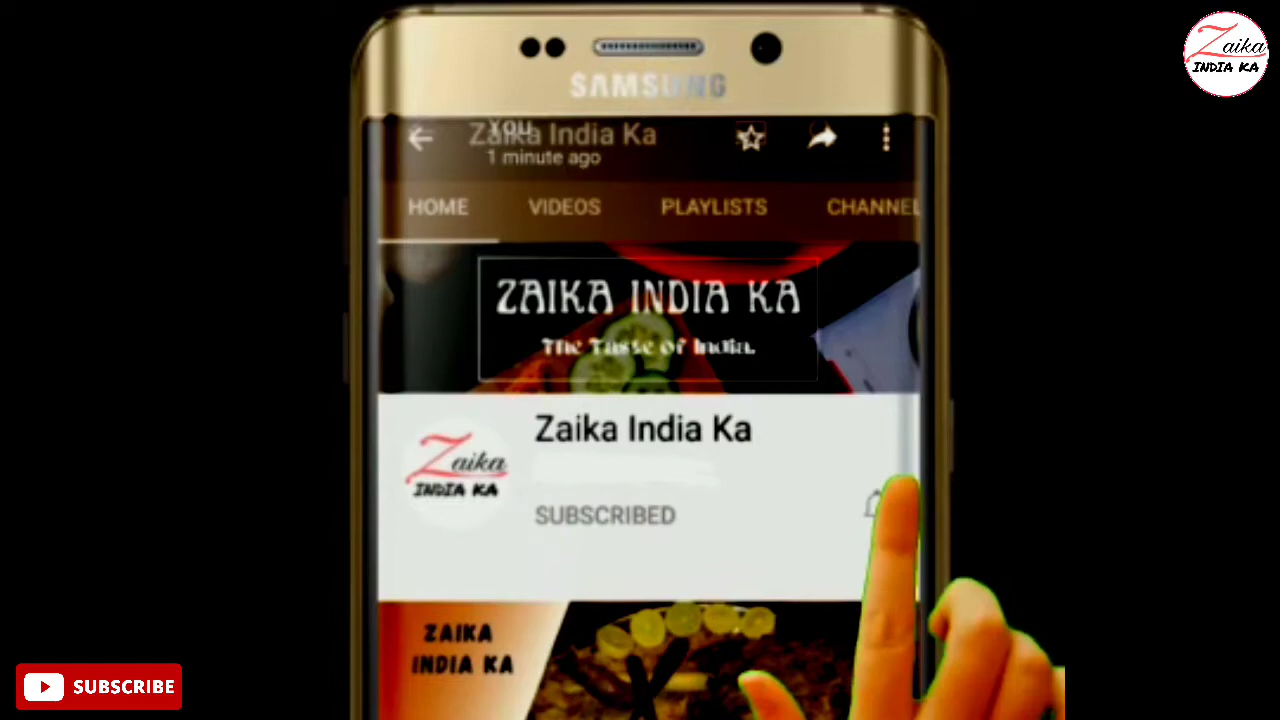 SAMSUNG
Zaika India Ka
YOU
1 minute ago
HOME VIDEOS PLAYLISTS CHANNEL
ZAIKA INDIA KA
The Taste of India.
Zaika India Ka
SUBSCRIBED
Zaika
INDIA KA
ZAIKA
INDIA KA
SUBSCRIBE
Zaika
INDIA KA